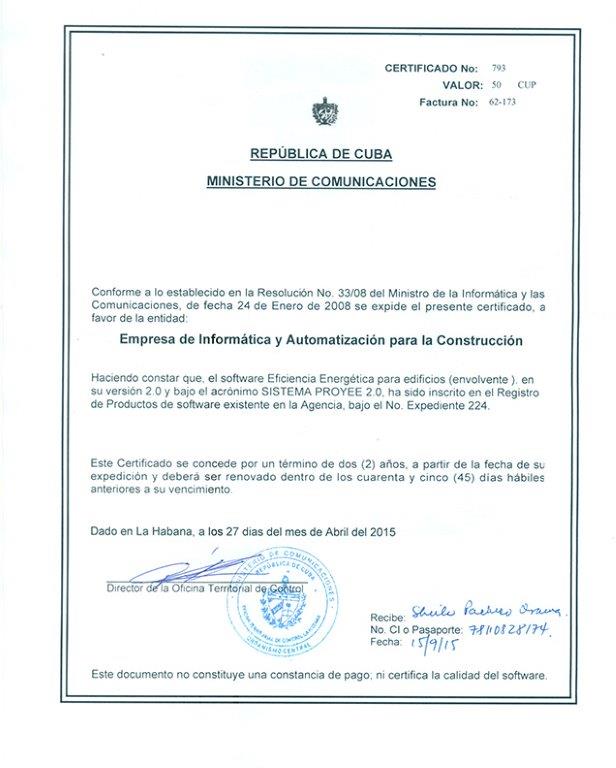 CERTIFICADO No: 793
VALOR: 50 CUP
Factura No: 62-173
REPÚBLICA DE CUBA
MINISTERIO DE COMUNICACIONES
Conforme a lo establecido en la Resolución No. 33/08 del Ministro de la Informática y las
Comunicaciones, de fecha 24 de Enero de 2008 se expide el presente certificado, a
favor de la entidad:
Empresa de Informática y Automatización para la Construcción
Haciendo constar que, el software Eficiencia Energética para edificios (envolvente ). en
su versión 2.0 y bajo el acrónimo SISTEMA PROYEE 2.0, ha sido inscrito en el Registro
de Productos de software existente en la Agencia, bajo el No. Expediente 224.
Este Certificado se concede por un término de dos (2) años, a partir de la fecha de su
expedición y deberá ser renovado dentro de los cuarenta y cinco (45) días hábiles
anteriores a su vencimiento.
Dado en La Habana, a los 27 dias del mes de Abril del 2015
Director de la Oficina Territorial de Control
MINISTERIO DE COMUNICACIONES
REPÚBLICA DE CUBA
ORGANISMO CENTRAL
Recibe: Sheila Pacheco
No. CI o Pasaporte: 78110828174.
Fecha: 15/9/15
Este documento no constituye una constancia de pago; ni certifica la calidad del software.